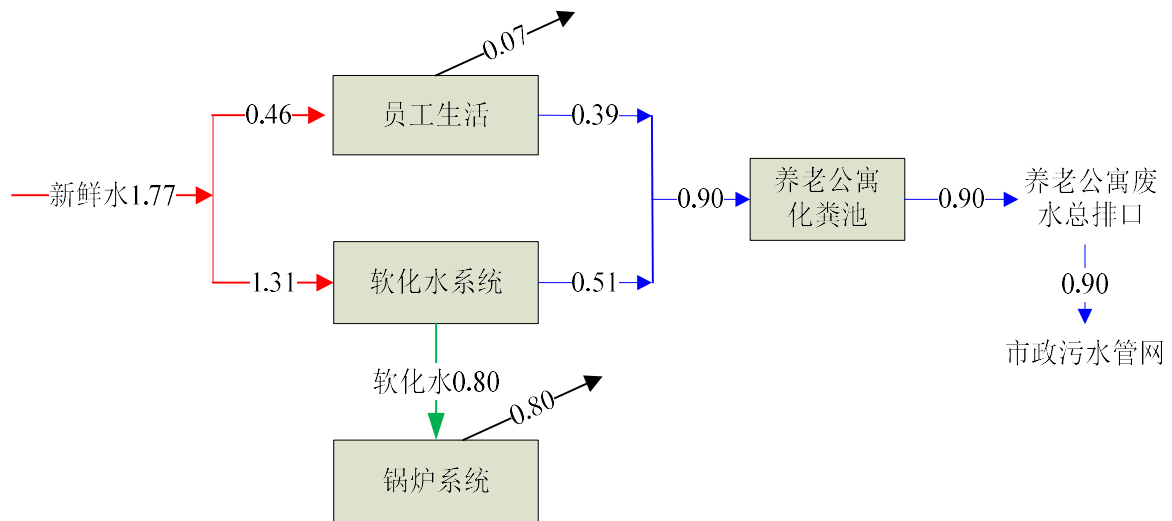 0.07
员工生活
0.46
0.39
新鲜水1.77
0.90
养老公寓
化粪池
0.90
养老公寓废
水总排口
1.31
软化水系统
0.51
0.90
市政污水管网
软化水0.80
0.80
锅炉系统